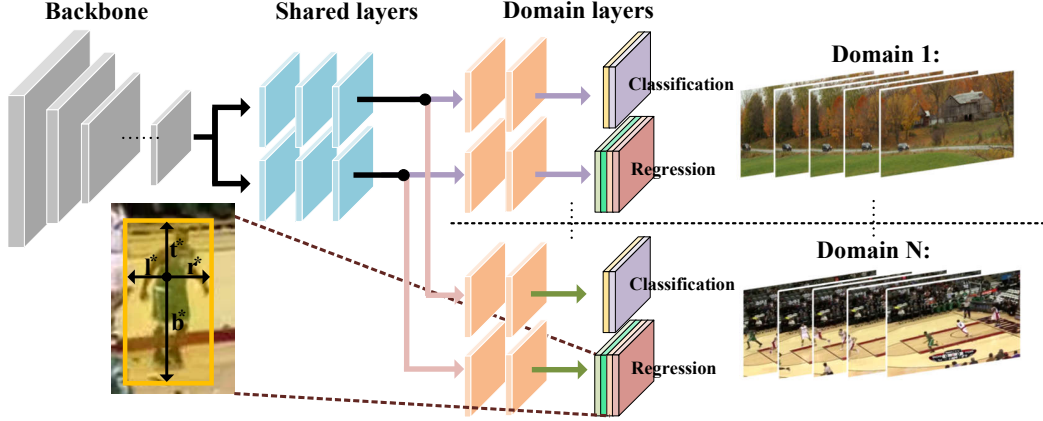 Backbone
Shared layers
Domain layers
Domain 1:
Classification
Regression
Domain N:
Classification
Regression
t*
l* r*
b*